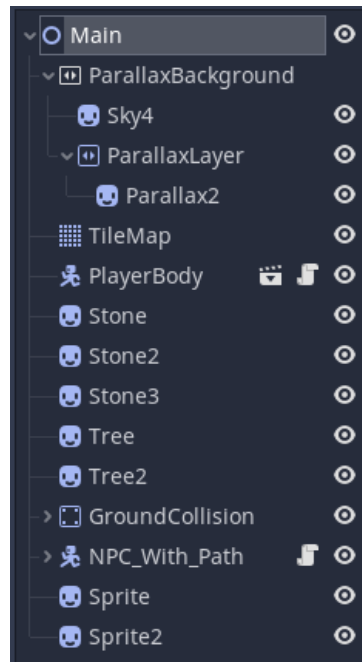 Main
ParallaxBackground
Sky4
ParallaxLayer
Parallax2
TileMap
PlayerBody
Stone
Stone2
Stone3
Tree
Tree2
GroundCollision
NPC_With_Path
Sprite
Sprite2